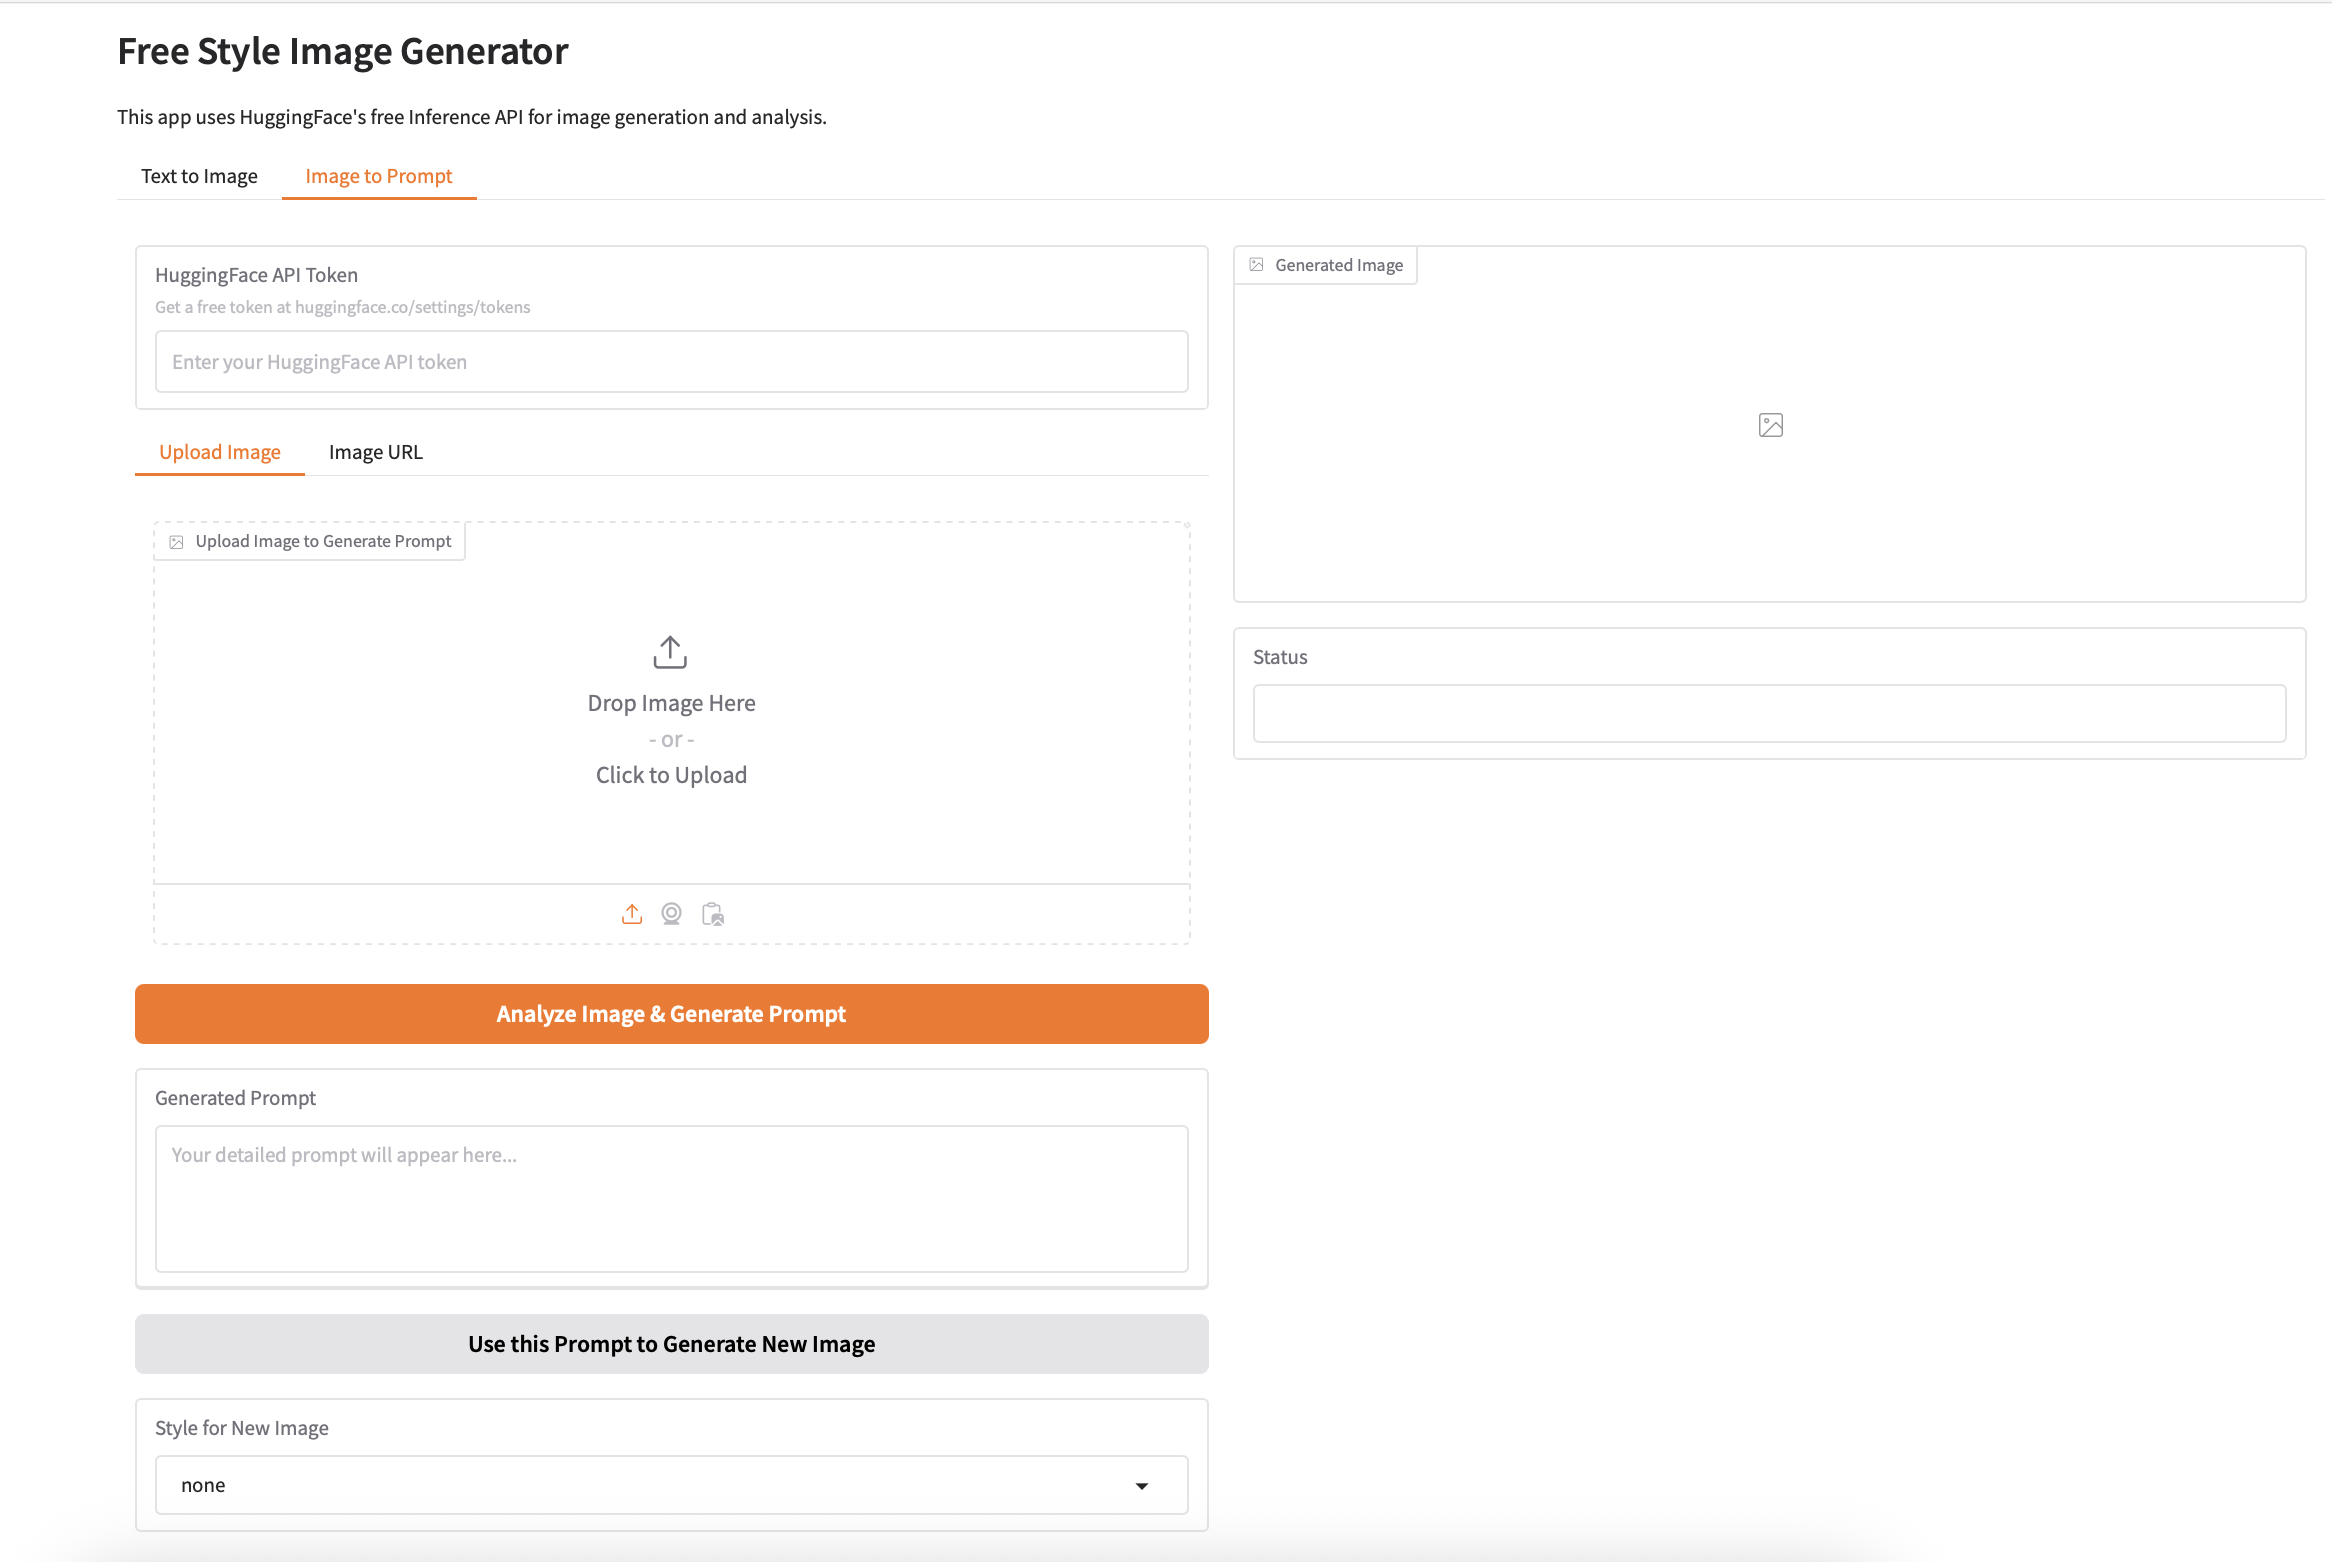 Free Style Image Generator
This app uses HuggingFace's free Inference API for image generation and analysis.
Text to Image
Image to Prompt
HuggingFace API Token
Get a free token at huggingface.co/settings/tokens
Enter your HuggingFace API token
Upload Image
Image URL
Upload Image to Generate Prompt
Drop Image Here
- or -
Click to Upload
Analyze Image & Generate Prompt
Generated Prompt
Your detailed prompt will appear here...
Use this Prompt to Generate New Image
Style for New Image
none
Generated Image
Status